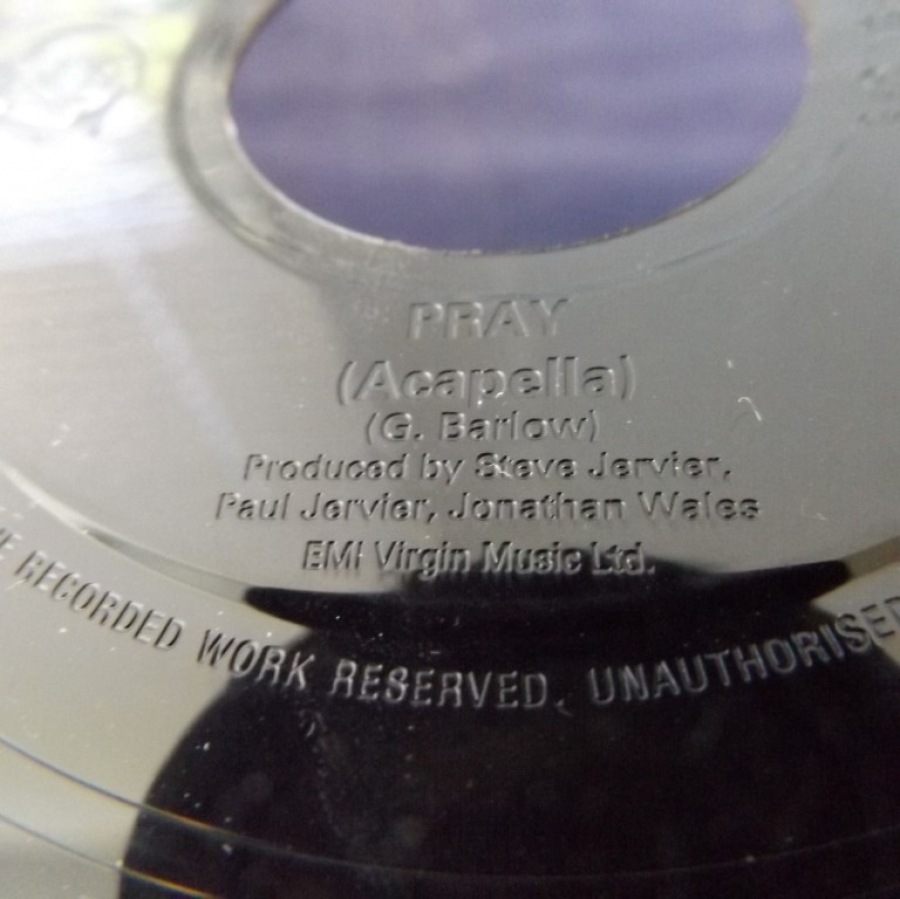 PRAY
(Acapella)
(G. Barlow)
Produced by Steve Jervier,
Paul Jervier, Jonathan Wales
EMI Virgin Music Ltd.
RECORDED WORK RESERVED. UNAUTHORISED